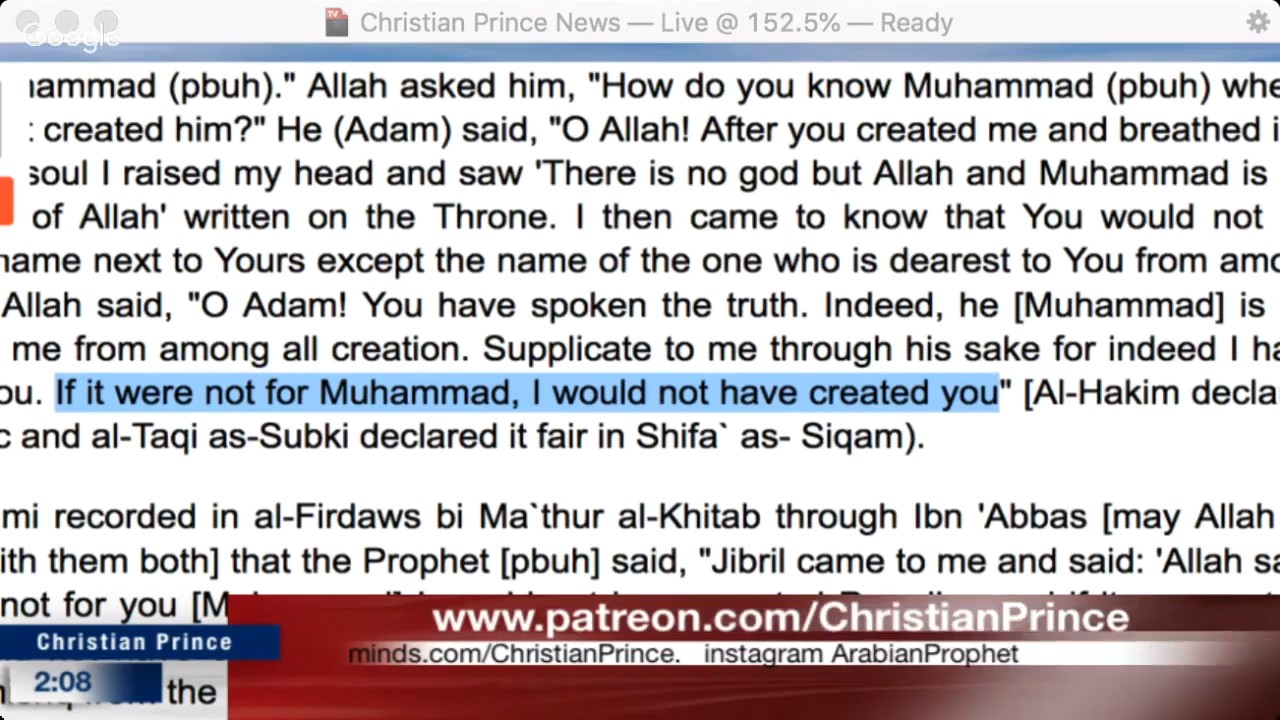 Christian Prince News — Live @ 152.5% — Ready
Google
ammad (pbuh)." Allah asked him, "How do you know Muhammad (pbuh) whe
created him?" He (Adam) said, "O Allah! After you created me and breathed i
soul I raised my head and saw 'There is no god but Allah and Muhammad is
of Allah' written on the Throne. I then came to know that You would not
name next to Yours except the name of the one who is dearest to You from amo
Allah said, "O Adam! You have spoken the truth. Indeed, he [Muhammad] is
me from among all creation. Supplicate to me through his sake for indeed I ha
ou. If it were not for Muhammad, I would not have created you" [Al-Hakim declar
c and al-Taqi as-Subki declared it fair in Shifa` as- Siqam).
mi recorded in al-Firdaws bi Ma`thur al-Khitab through Ibn 'Abbas [may Allah
ith them both] that the Prophet [pbuh] said, "Jibril came to me and said: 'Allah sa
not for you [M
www.patreon.com/ChristianPrince
Christian Prince
minds.com/ChristianPrince. instagram ArabianProphet
2:08
the